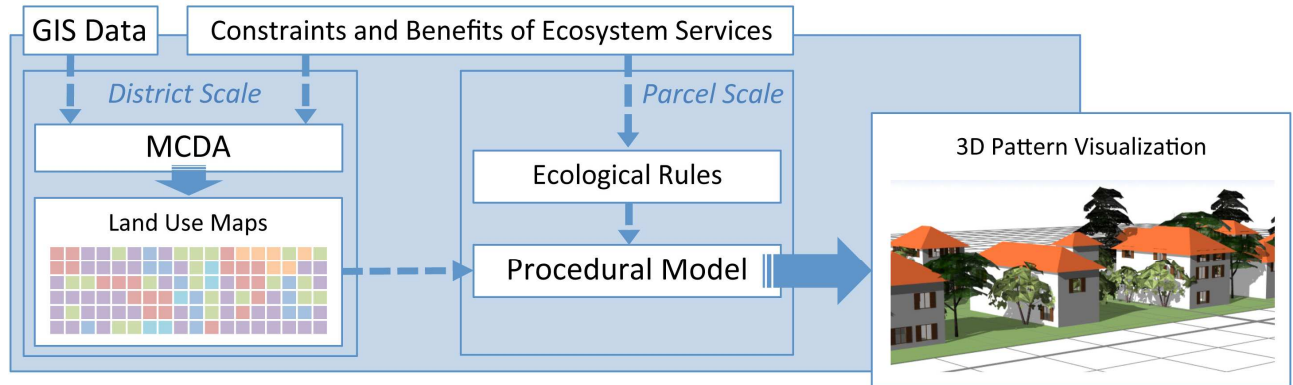 GIS Data
Constraints and Benefits of Ecosystem Services
District Scale
Parcel Scale
MCDA
Ecological Rules
Land Use Maps
Procedural Model
3D Pattern Visualization